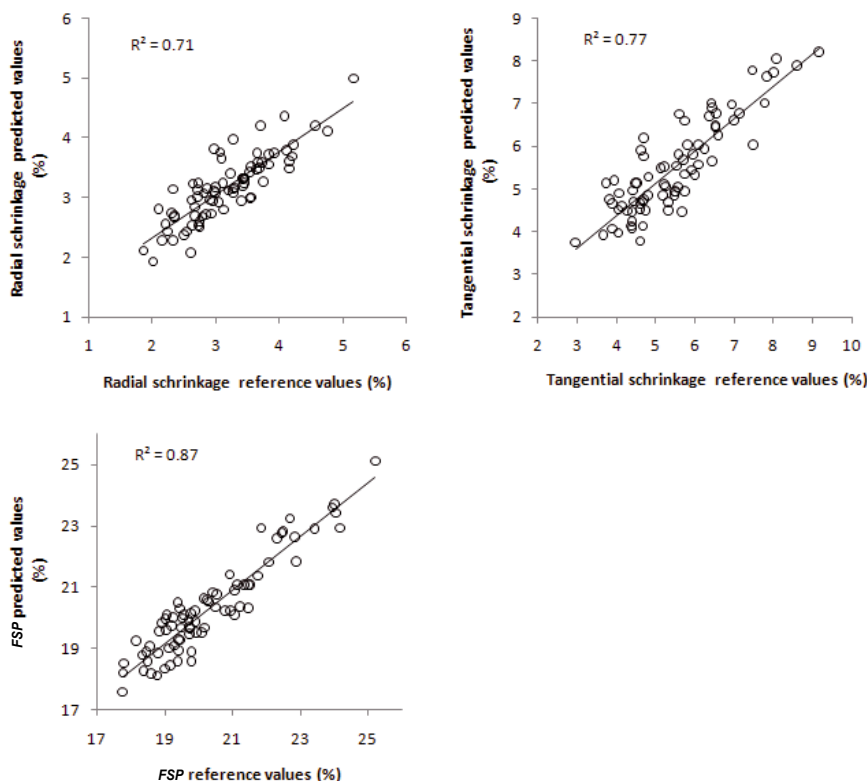 R² = 0.71
6
5
4
3
2
1
Radial shrinkage predicted values
(%)
1 2 3 4 5 6
Radial schrinkage reference values (%)
R² = 0.77
9
8
7
6
5
4
3
2
Tangential schrinkage predicted values
(%)
2 3 4 5 6 7 8 9 10
Tangential schrinkage reference values (%)
R² = 0.87
25
23
21
19
17
FSP predicted values
(%)
17 19 21 23 25
FSP reference values (%)